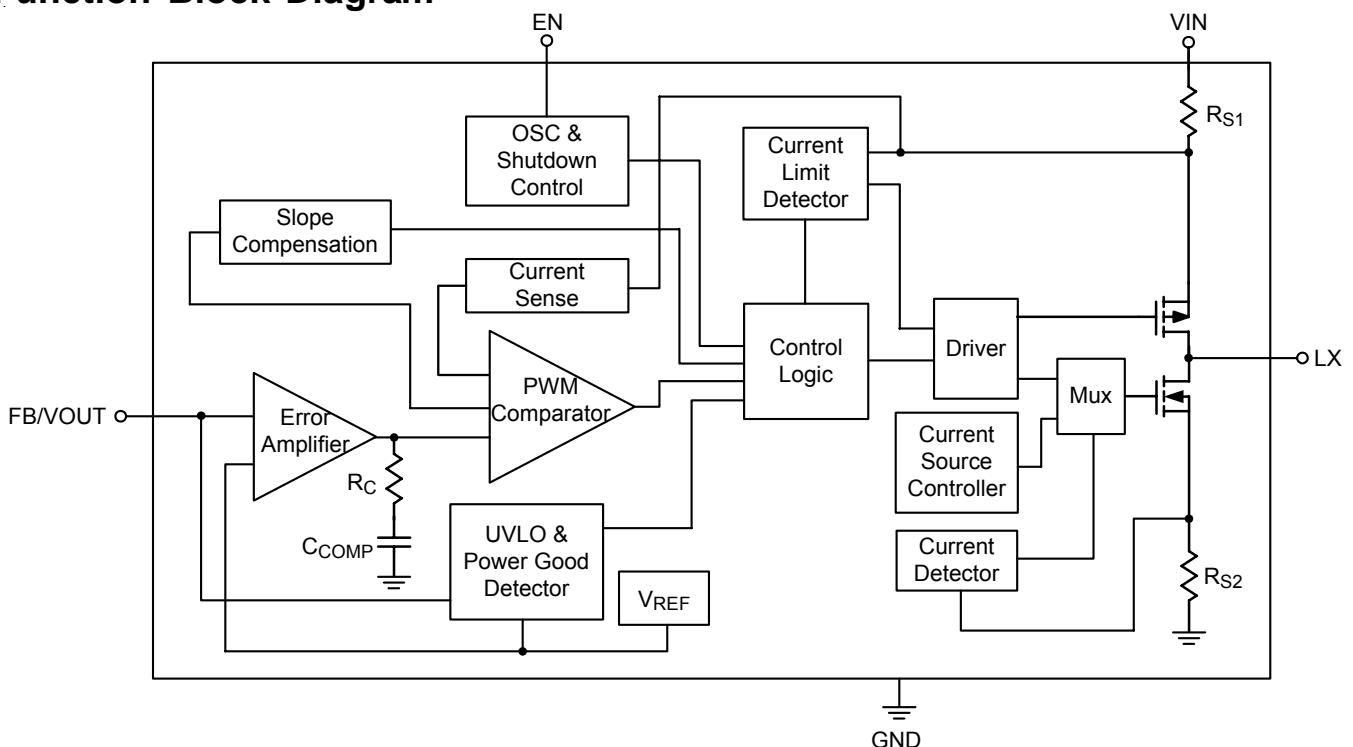 Function Block Diagram
EN
VIN
OSC &
Shutdown
Control
Current
Limit
Detector
RS1
Slope
Compensation
Current
Sense
Control
Logic
Driver
Mux
LX
PWM
Comparator
FB/VOUT
Error
Amplifier
Current
Source
Controller
RC
CCOMP
UVLO &
Power Good
Detector
VREF
Current
Detector
RS2
GND